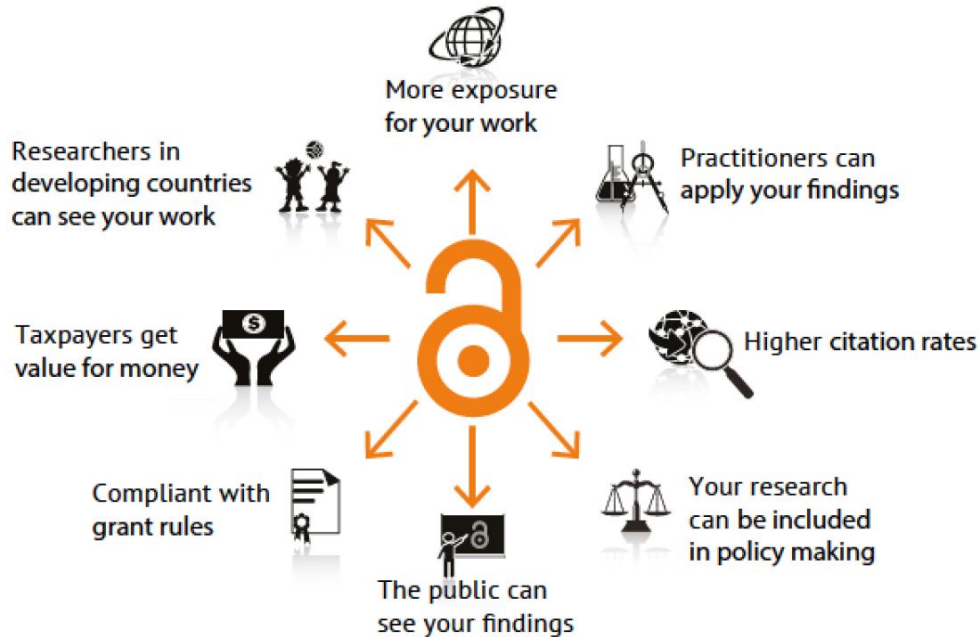 More exposure
for your work
Practitioners can
apply your findings
Higher citation rates
Your research
can be included
in policy making
The public can
see your findings
Compliant with
grant rules
Taxpayers get
value for money
$
Researchers in
developing countries
can see your work